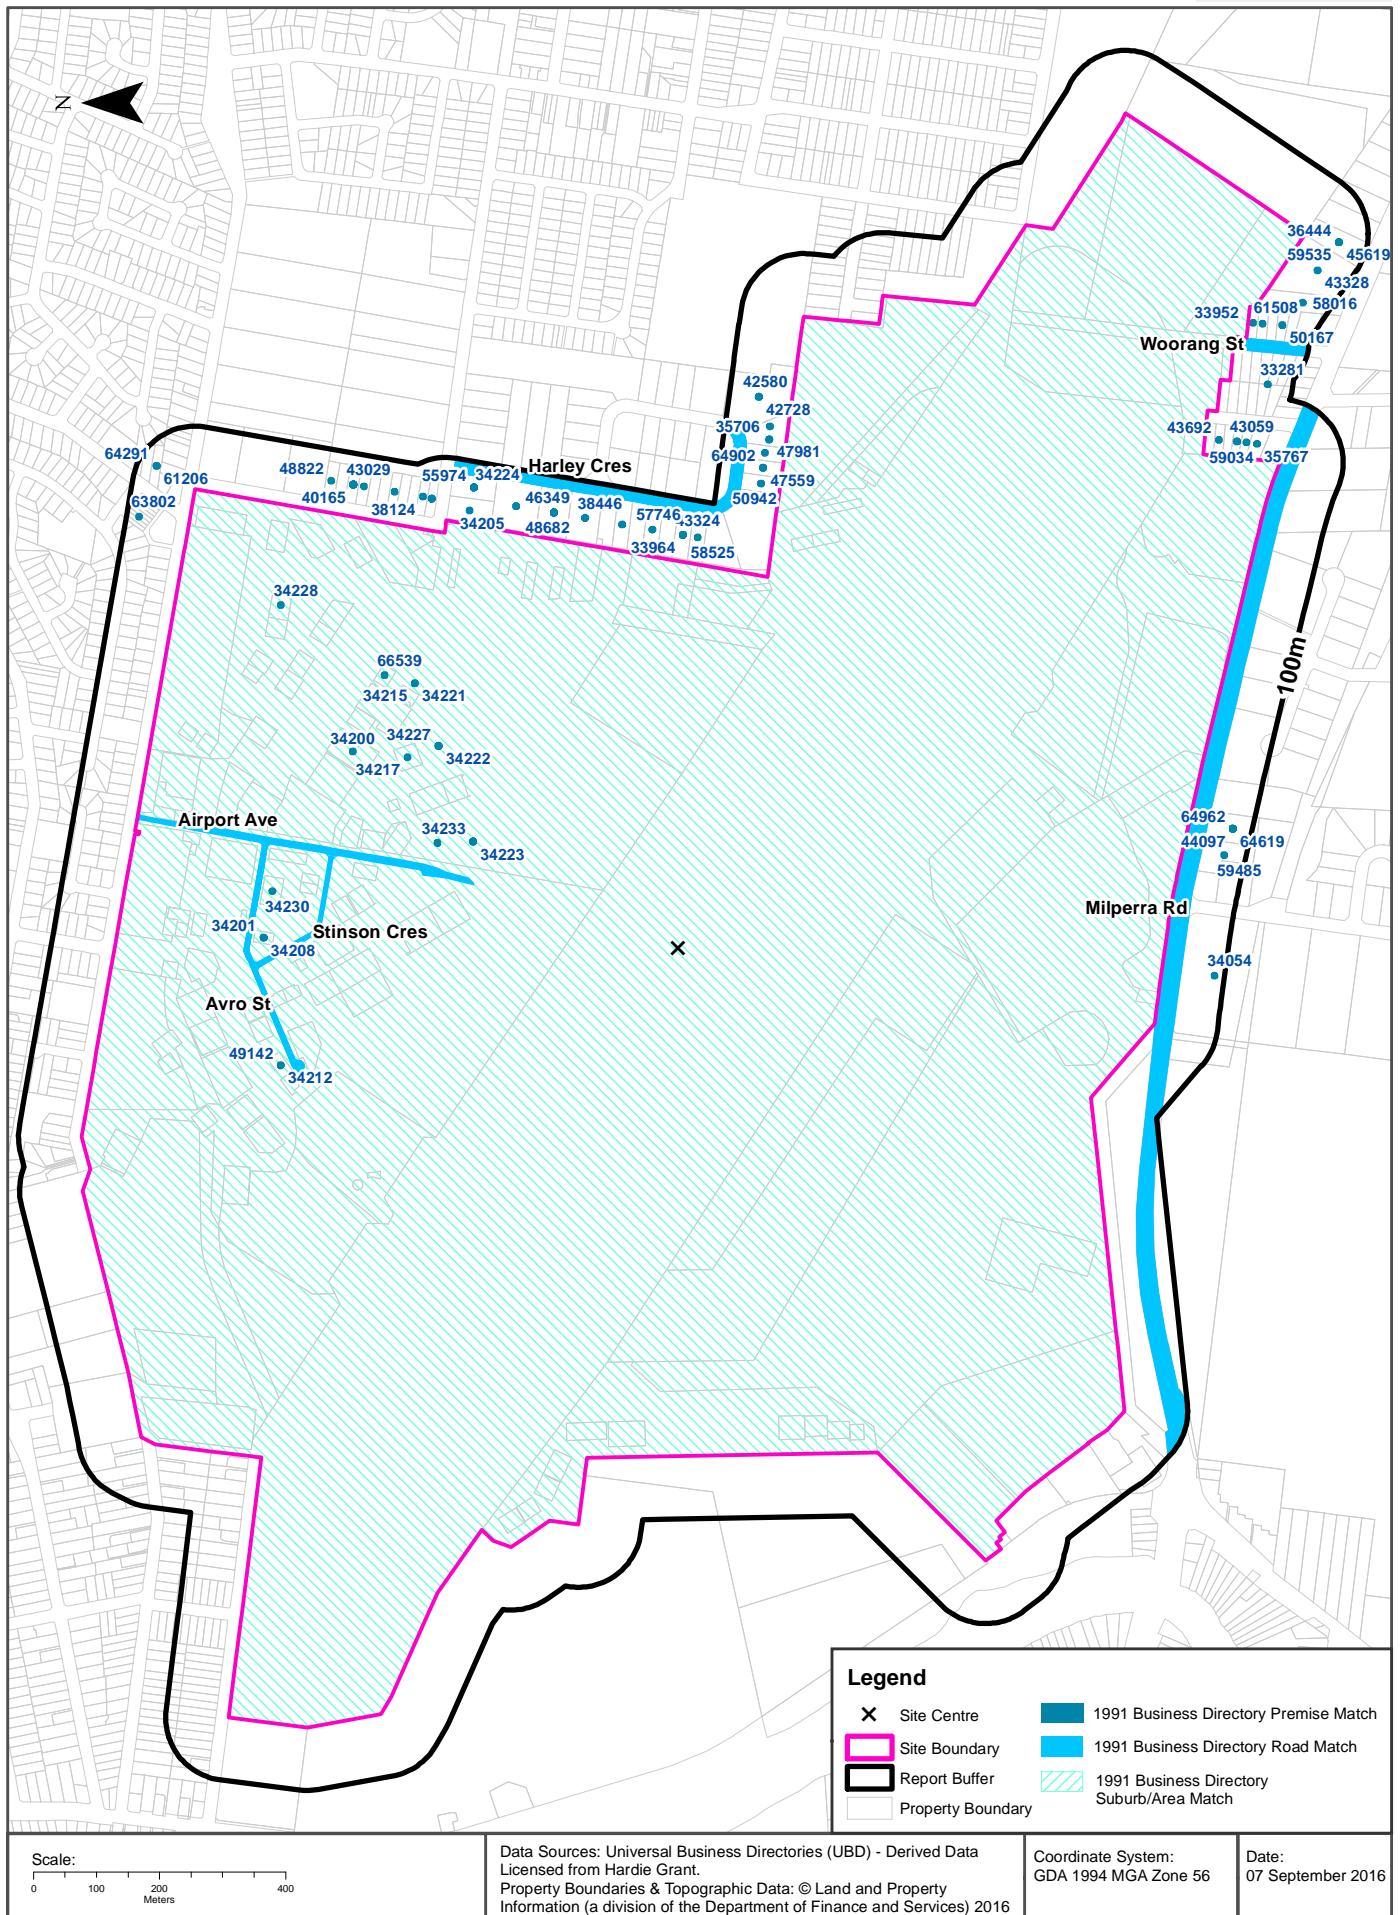 N
36444
59535
45619
43328
33952
61508
58016
50167
Woorang St
33281
42580
42728
35706
64902
47981
47559
50942
43692
43059
59034
35767
64291
61206
63802
48822
43029
40165
38124
55974
34224
Harley Cres
34205
46349
48682
38446
57746
33964
43324
58525
34228
66539
34215
34221
34200
34227
34217
34222
100m
Airport Ave
34233
34223
64962
44097
64619
59485
34230
34201
34208
Stinson Cres
Milperra Rd
34054
Avro St
49142
34212
Legend
Site Centre
Site Boundary
Report Buffer
Property Boundary
1991 Business Directory Premise Match
1991 Business Directory Road Match
1991 Business Directory
Suburb/Area Match
Scale:
0 100 200 400
Meters
Data Sources: Universal Business Directories (UBD) - Derived Data
Licensed from Hardie Grant.
Property Boundaries & Topographic Data: © Land and Property
Information (a division of the Department of Finance and Services) 2016
Coordinate System:
GDA 1994 MGA Zone 56
Date:
07 September 2016